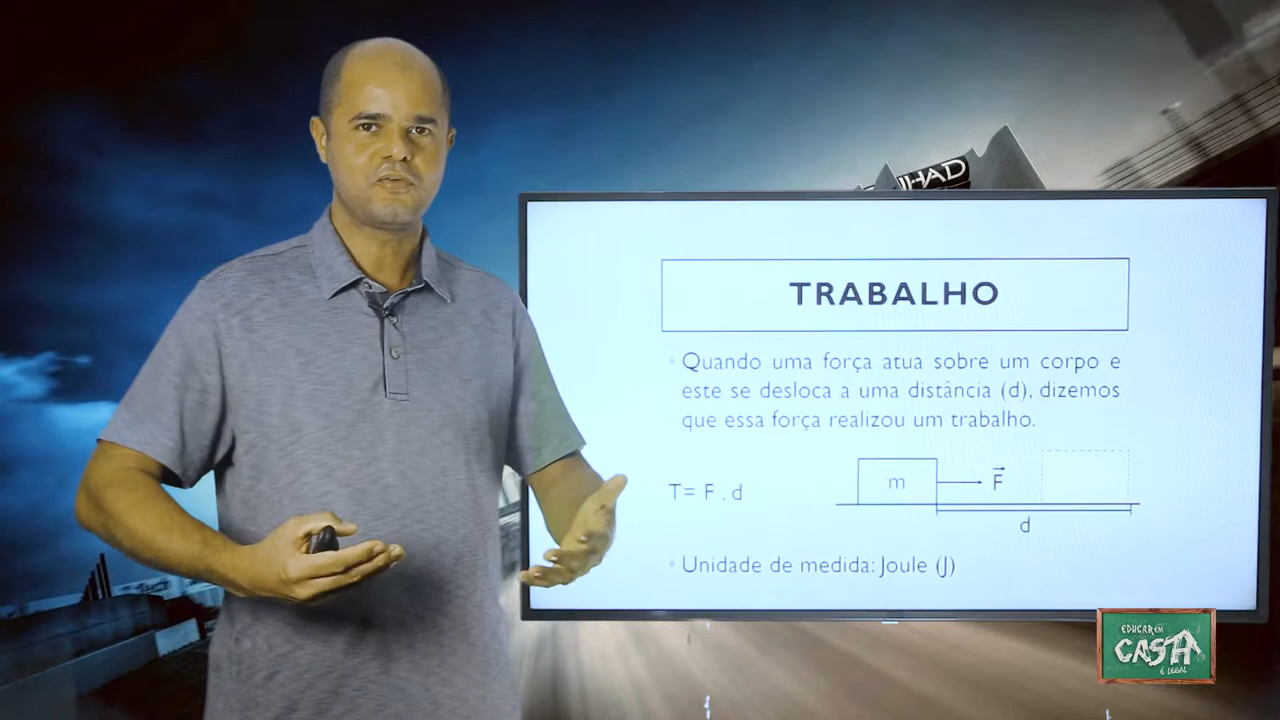 IHAD
TRABALHO
Quando uma força atua sobre um corpo e
este se desloca a uma distância (d), dizemos
que essa força realizou um trabalho.
m
F
T= F . d
d
Unidade de medida: Joule (J)
EDUCAR EM
CASA
É LEGAL